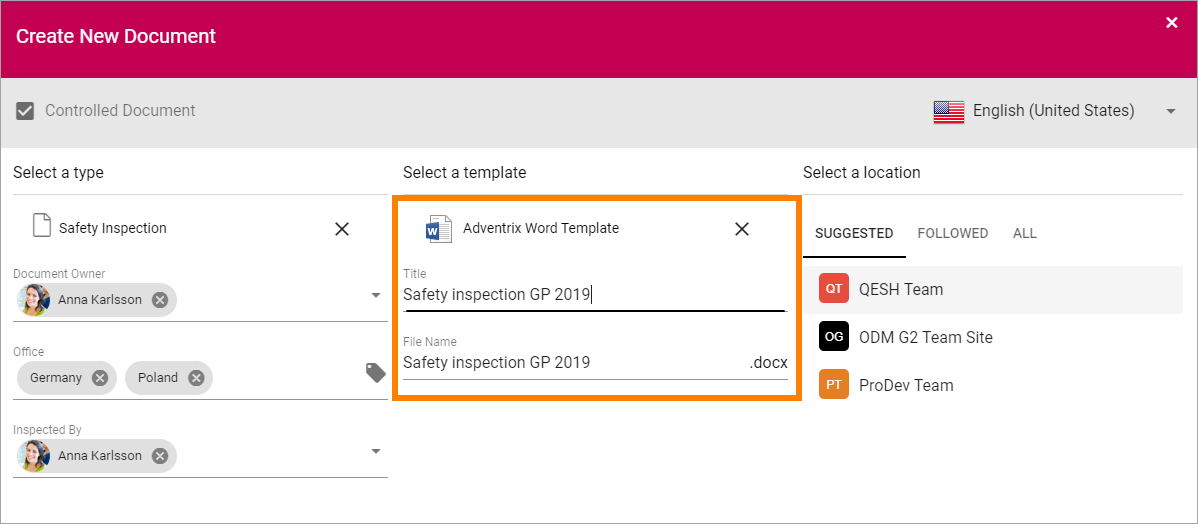 Create New Document
Controlled Document
English (United States)
Select a type
Safety Inspection
Document Owner
Anna Karlsson
Office
Germany
Poland
Inspected By
Anna Karlsson
Select a template
W
Adventrix Word Template
Title
Safety inspection GP 2019
File Name
Safety inspection GP 2019
.docx
Select a location
SUGGESTED FOLLOWED ALL
QT QESH Team
OG ODM G2 Team Site
PT ProDev Team